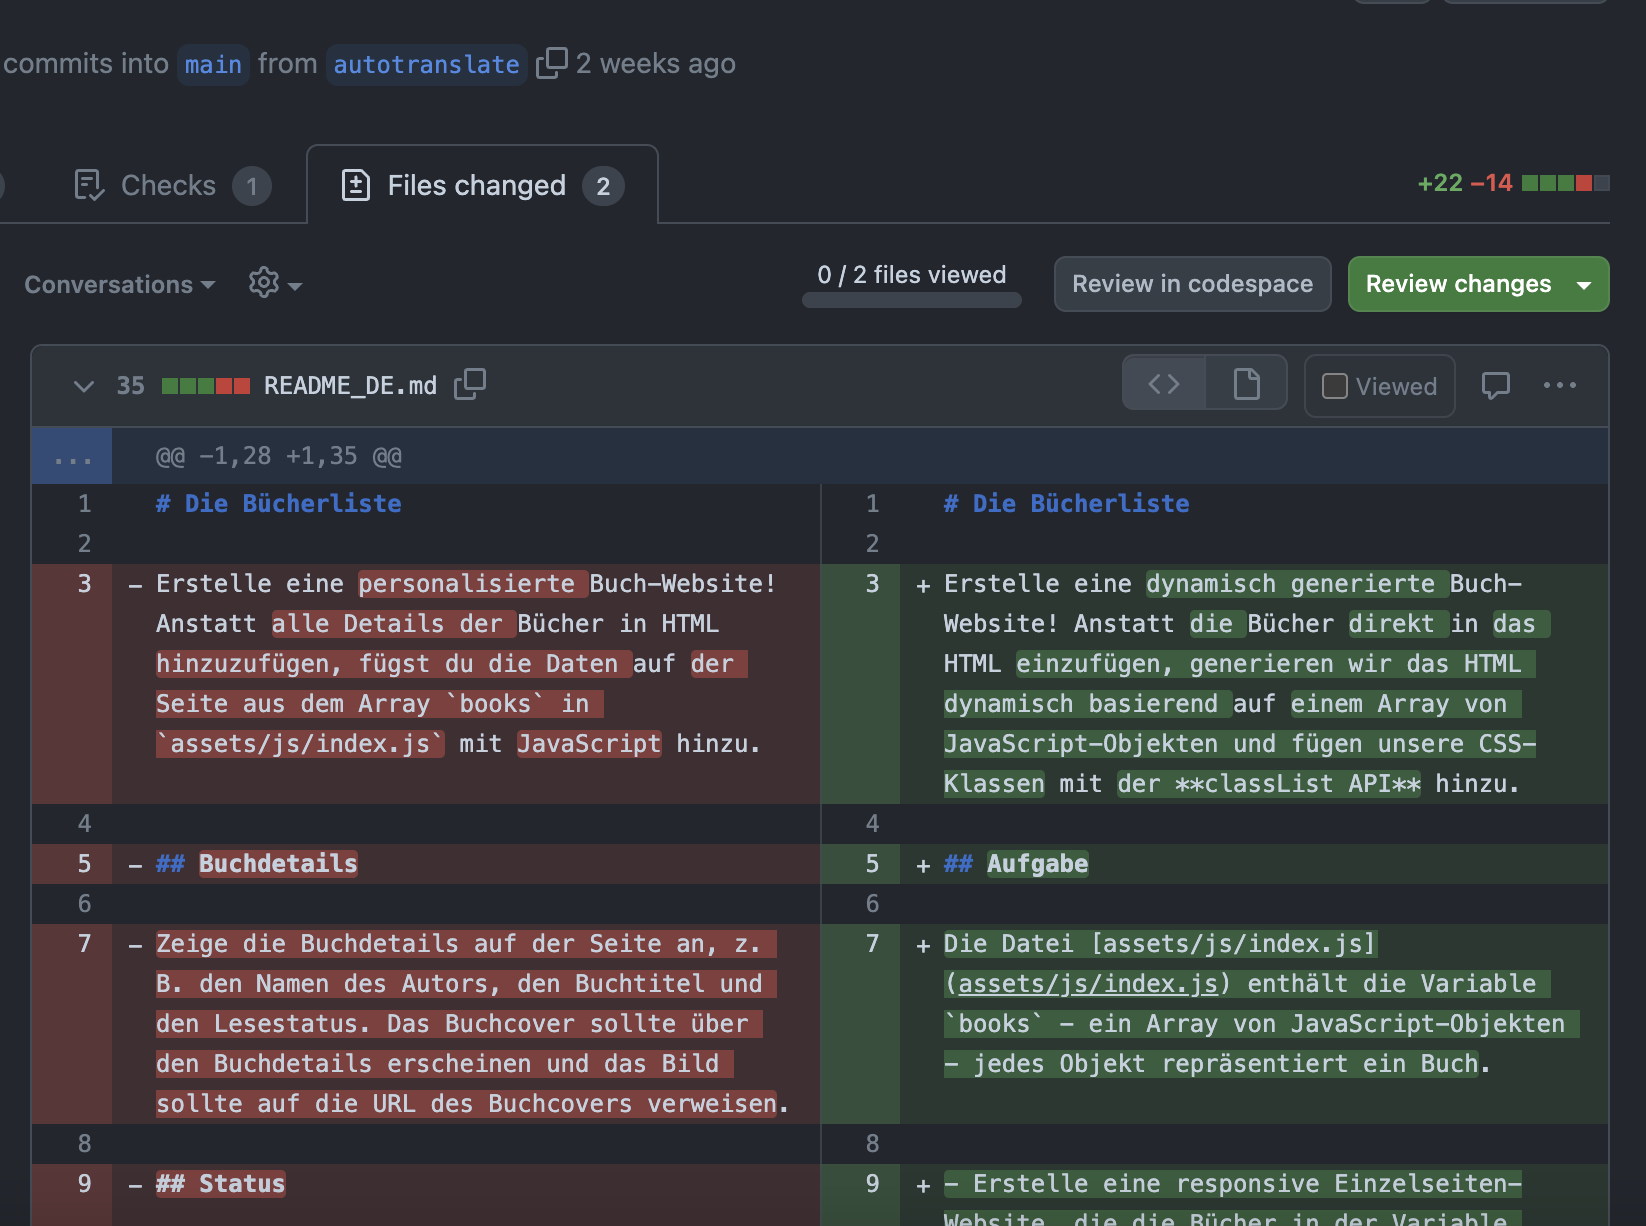 commits into main from autotranslate 2 weeks ago
Checks 1 Files changed 2 +22 −14
Conversations 0 / 2 files viewed Review in codespace Review changes
35 README_DE.md <> Viewed ...
... @@ −1,28 +1,35 @@
1 # Die Bücherliste
2
3 – Erstelle eine personalisierte Buch-Website!
Anstatt alle Details der Bücher in HTML
hinzuzufügen, fügst du die Daten auf der
Seite aus dem Array `books` in
`assets/js/index.js` mit JavaScript hinzu.
4
5 – ## Buchdetails
6
7 – Zeige die Buchdetails auf der Seite an, z.
B. den Namen des Autors, den Buchtitel und
den Lesestatus. Das Buchcover sollte über
den Buchdetails erscheinen und das Bild
sollte auf die URL des Buchcovers verweisen.
8
9 – ## Status
1 # Die Bücherliste
2
3 + Erstelle eine dynamisch generierte Buch-
Website! Anstatt die Bücher direkt in das
HTML einzufügen, generieren wir das HTML
dynamisch basierend auf einem Array von
JavaScript-Objekten und fügen unsere CSS-
Klassen mit der **classList API** hinzu.
4
5 + ## Aufgabe
6
7 + Die Datei [assets/js/index.js]
(assets/js/index.js) enthält die Variable
`books` – ein Array von JavaScript-Objekten
– jedes Objekt repräsentiert ein Buch.
8
9 + - Erstelle eine responsive Einzelseiten-
Website, die die Bücher in der Variable